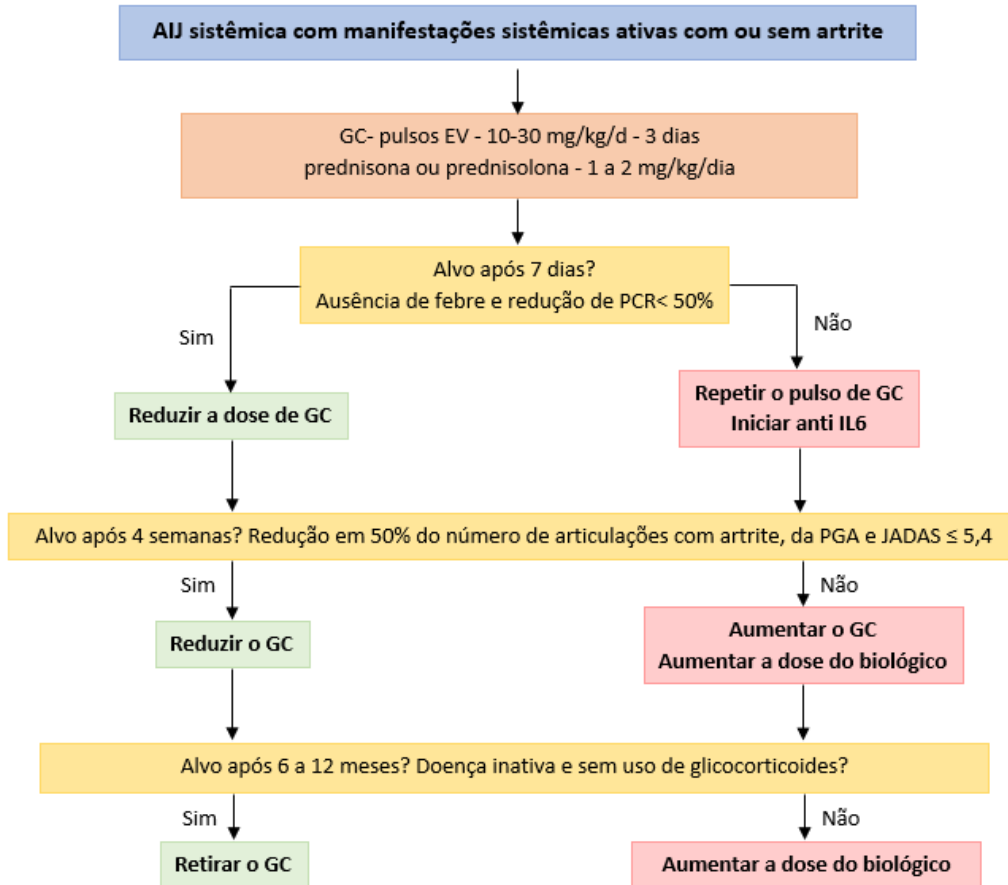 AIJ sistêmica com manifestações sistêmicas ativas com ou sem artrite
GC- pulsos EV - 10-30 mg/kg/d - 3 dias
prednisona ou prednisolona - 1 a 2 mg/kg/dia
Alvo após 7 dias?
Ausência de febre e redução de PCR< 50%
Sim
Não
Reduzir a dose de GC
Repetir o pulso de GC
Iniciar anti IL6
Alvo após 4 semanas? Redução em 50% do número de articulações com artrite, da PGA e JADAS ≤ 5,4
Sim
Não
Reduzir o GC
Aumentar o GC
Aumentar a dose do biológico
Alvo após 6 a 12 meses? Doença inativa e sem uso de glicocorticoides?
Sim
Não
Retirar o GC
Aumentar a dose do biológico